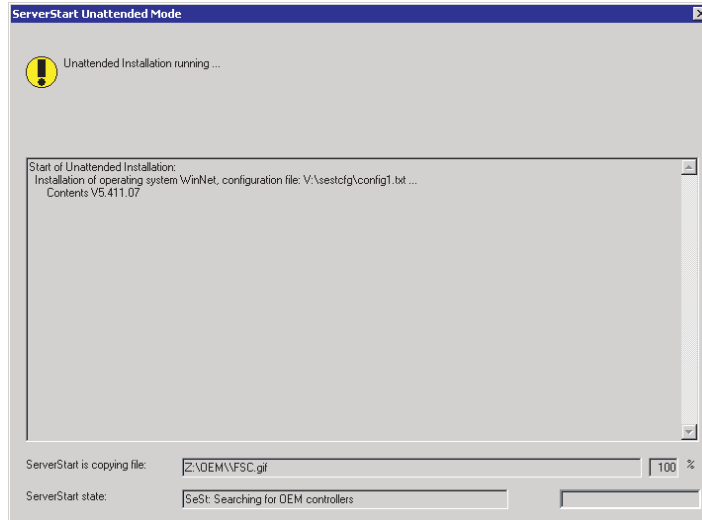 ServerStart Unattended Mode
Unattended Installation running ...
Start of Unattended Installation:
Installation of operating system WinNet, configuration file: V:\sestcfg\config1.txt ...
Contents V5.411.07
ServerStart is copying file: Z:\OEM\\FSC.gif 100 %
ServerStart state: SeSt: Searching for OEM controllers